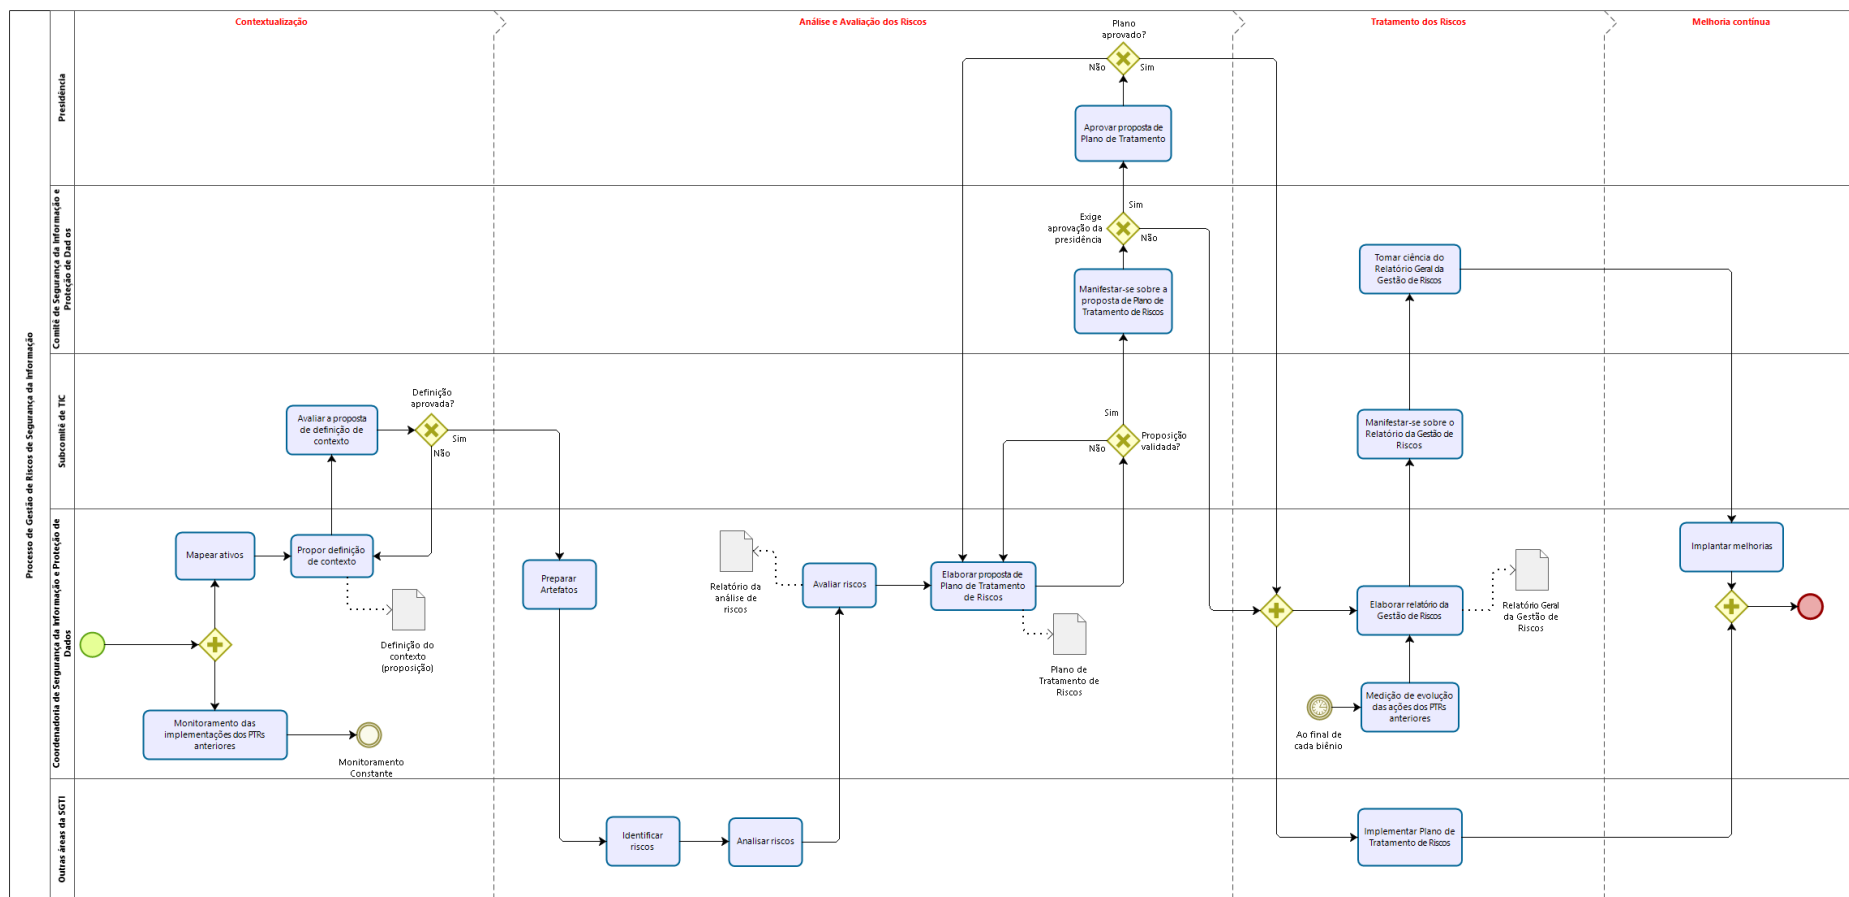 Contextualização
Análise e Avaliação dos Riscos
Tratamento dos Riscos
Melhoria contínua
Processo de Gestão de Riscos de Segurança da Informação
Presidência
Plano
aprovado?
Não
Sim
Aprovar proposta de
Plano de Tratamento
Comitê de Segurança da Informação e
Proteção de Dad os
Sim
Exige
aprovação da
presidência
Não
Manifestar-se sobre a
proposta de Plano de
Tratamento de Riscos
Tomar ciência do
Relatório Geral da
Gestão de Riscos
Subcomitê de TIC
Avaliar a proposta
de definição de
contexto
Definição
aprovada?
Sim
Não
Sim
Proposição
validada?
Não
Manifestar-se sobre o
Relatório da Gestão de
Riscos
Coordenadoria de Sergurança da Informação e Proteção de
Dados
Mapear ativos
Propor definição
de contexto
Definição do
contexto
(proposição)
Monitoramento das
implementações dos PTRs
anteriores
Monitoramento
Constante
Preparar
Artefatos
Relatório da
análise de
riscos
Avaliar riscos
Elaborar proposta de
Plano de Tratamento
de Riscos
Plano de
Tratamento de
Riscos
Elaborar relatório da
Gestão de Riscos
Relatório Geral
da Gestão de
Riscos
Ao final de
cada biênio
Medição de evolução
das ações dos PTRs
anteriores
Implantar melhorias
Outras áreas da SGTI
Identificar
riscos
Analisar riscos
Implementar Plano de
Tratamento de Riscos